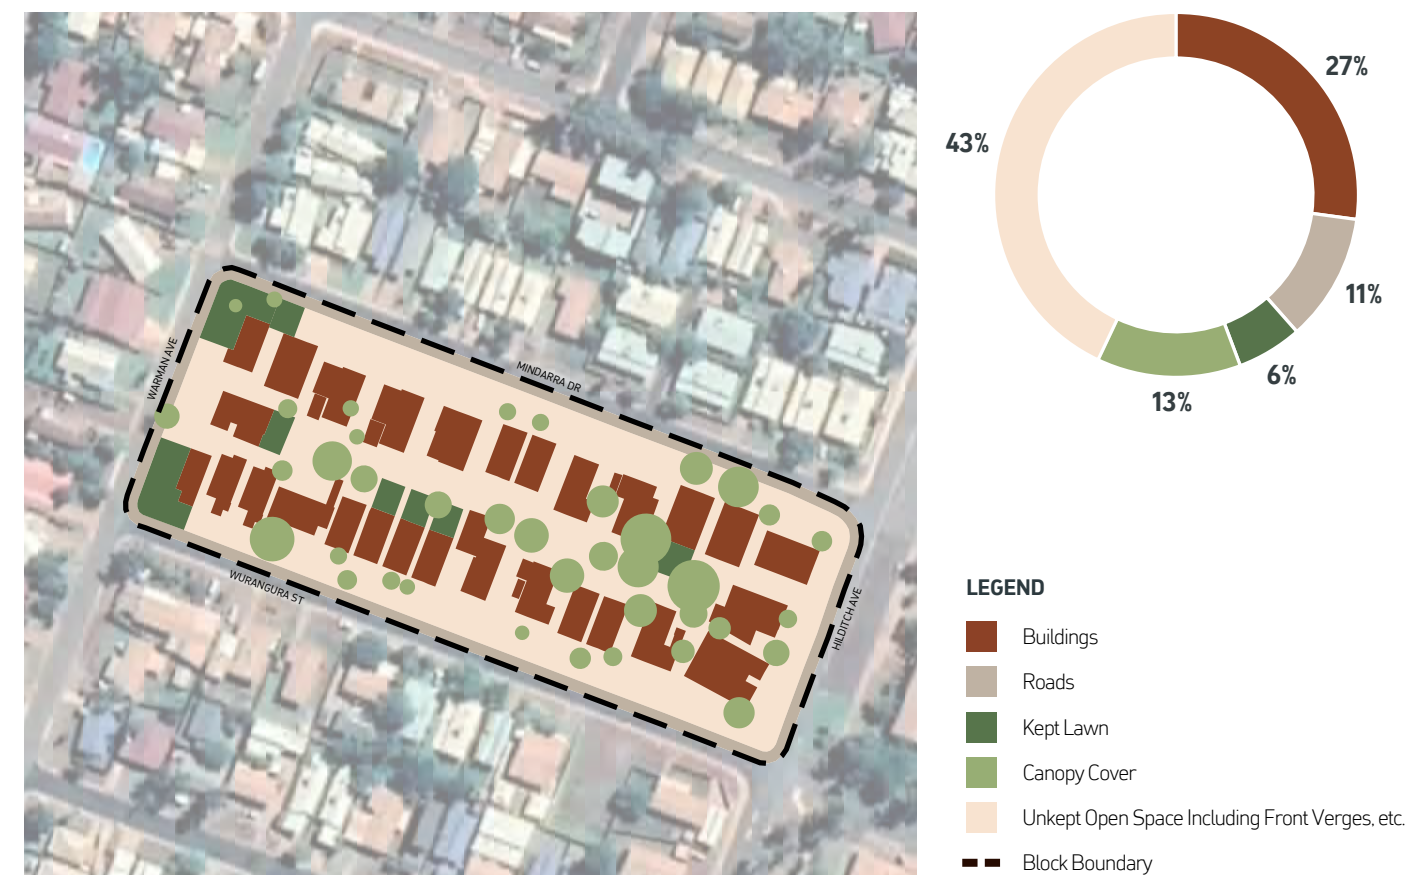 27%
43%
11%
6%
13%
WARMAN AVE
MINDARRA DR
WURANGURA ST
HILDITCH AVE
LEGEND
Buildings
Roads
Kept Lawn
Canopy Cover
Unkept Open Space Including Front Verges, etc.
Block Boundary